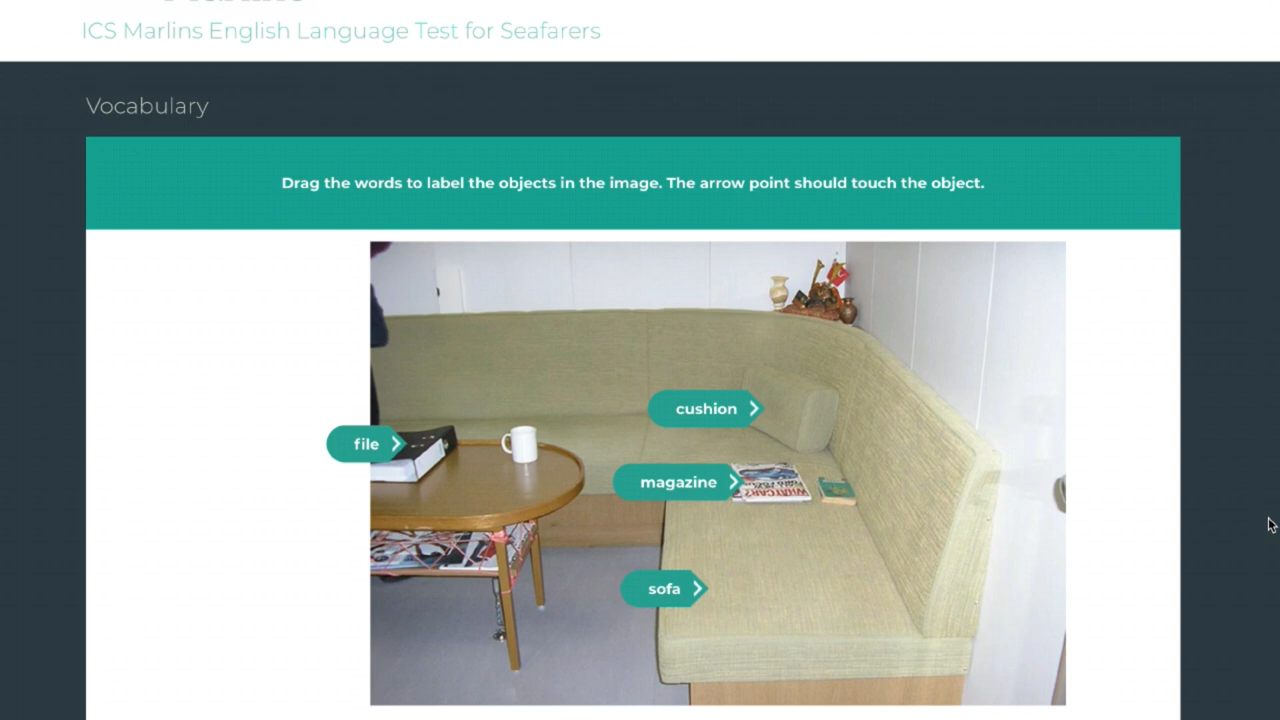 ICS Marlins English Language Test for Seafarers
Vocabulary
Drag the words to label the objects in the image. The arrow point should touch the object.
cushion
file
magazine
WHATCAR?
sofa